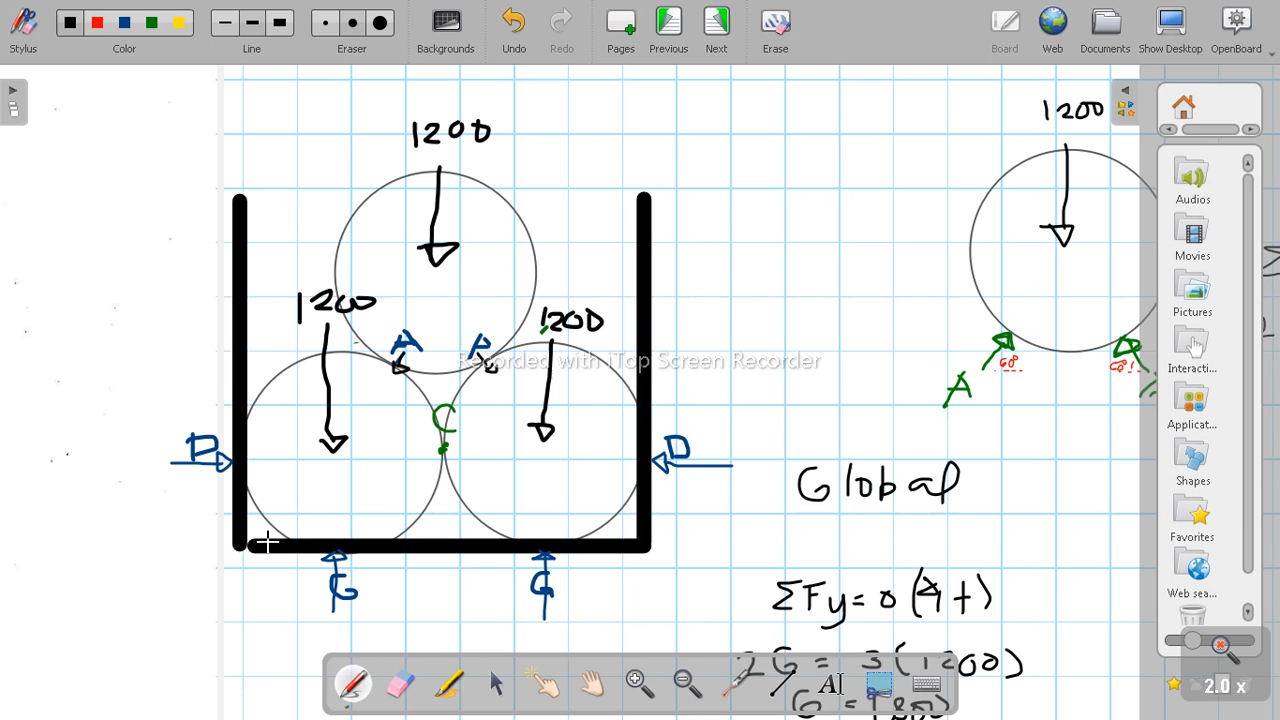 Stylus
Color
Line
Eraser
Backgrounds
Undo
Redo
Pages
Previous
Next
Erase
Board
Web
Documents
Show Desktop
OpenBoard
1200
1200
1200
A
A
C
D
D
G
G
Recorded with iTop Screen Recorder
1200
60°
60°
A
Global
ΣFy=0 (
+)
2G = 3(1200)
G = 1800
Audios
Movies
Pictures
Interacti...
Applicat...
Shapes
Favorites
Web sea...
2.0 x